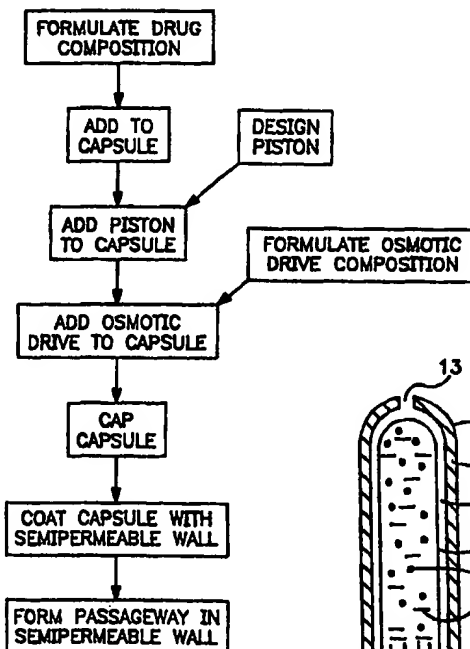 FORMULATE DRUG
COMPOSITION
ADD TO
CAPSULE
DESIGN
PISTON
ADD PISTON
TO CAPSULE
FORMULATE OSMOTIC
DRIVE COMPOSITION
ADD OSMOTIC
DRIVE TO CAPSULE
13
CAP
CAPSULE
COAT CAPSULE WITH
SEMIPERMEABLE WALL
FORM PASSAGEWAY IN
SEMIPERMEABLE WALL